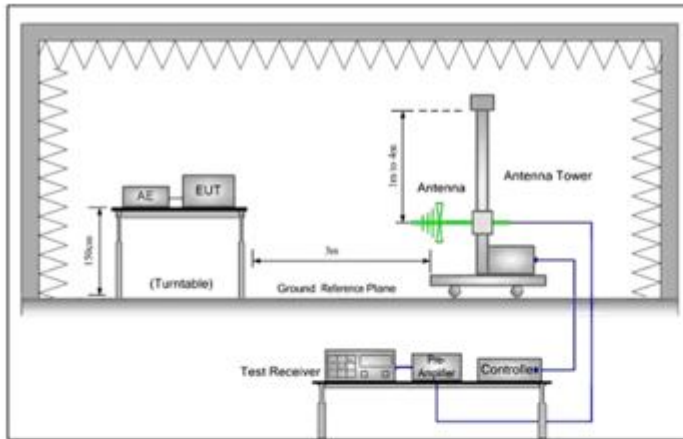 AE
EUT
150cm
(Turntable)
3m
Ground Reference Plane
1m to 4m
Antenna
Antenna Tower
Test Receiver
Pre-
Amplifier
Controller